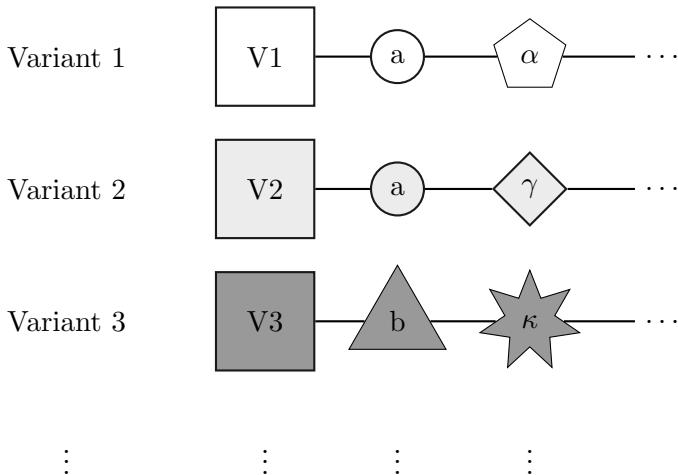 Variant 1 V1 a α ⋯
Variant 2 V2 a γ ⋯
Variant 3 V3 b κ ⋯
⋮ ⋮ ⋮ ⋮